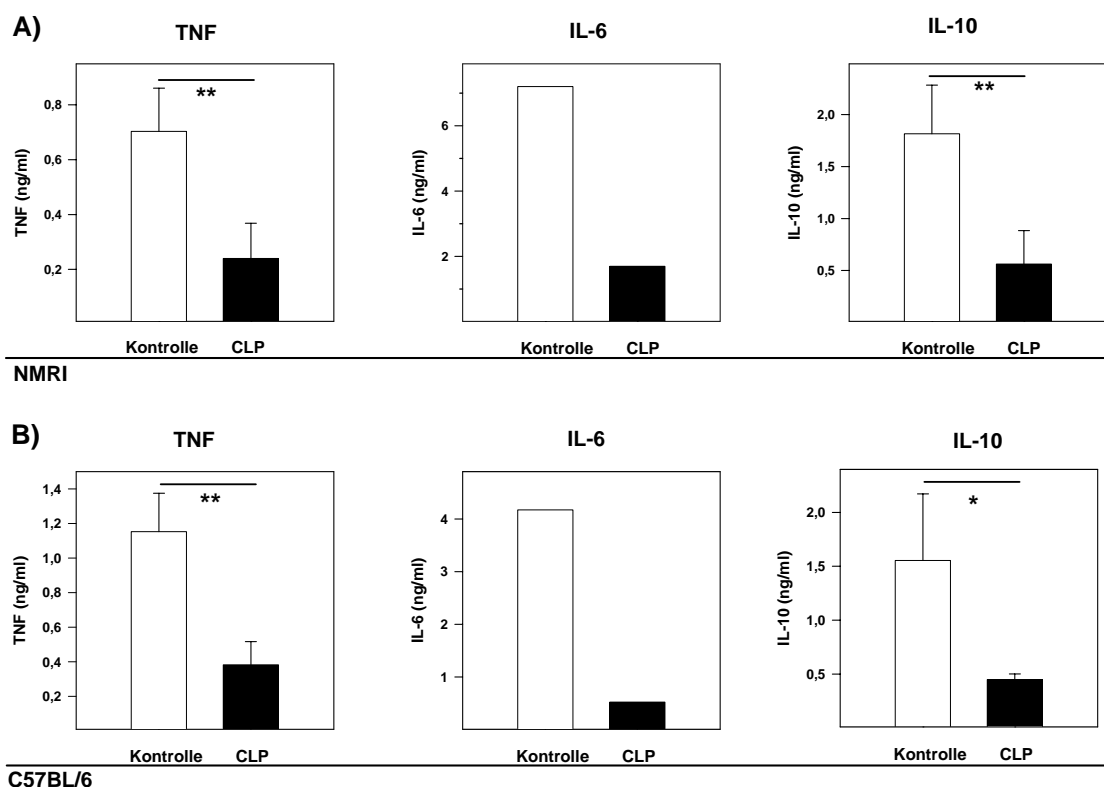 A)
TNF
IL-6
IL-10
TNF (ng/ml)
0,8
0,6
0,4
0,2
**
Kontrolle CLP
IL-6 (ng/ml)
6
4
2
Kontrolle CLP
IL-10 (ng/ml)
2,0
1,5
1,0
0,5
**
Kontrolle CLP
NMRI
B)
TNF
IL-6
IL-10
TNF (ng/ml)
1,4
1,2
1,0
0,8
0,6
0,4
0,2
**
Kontrolle CLP
IL-6 (ng/ml)
4
3
2
1
Kontrolle CLP
IL-10 (ng/ml)
2,0
1,5
1,0
0,5
*
Kontrolle CLP
C57BL/6